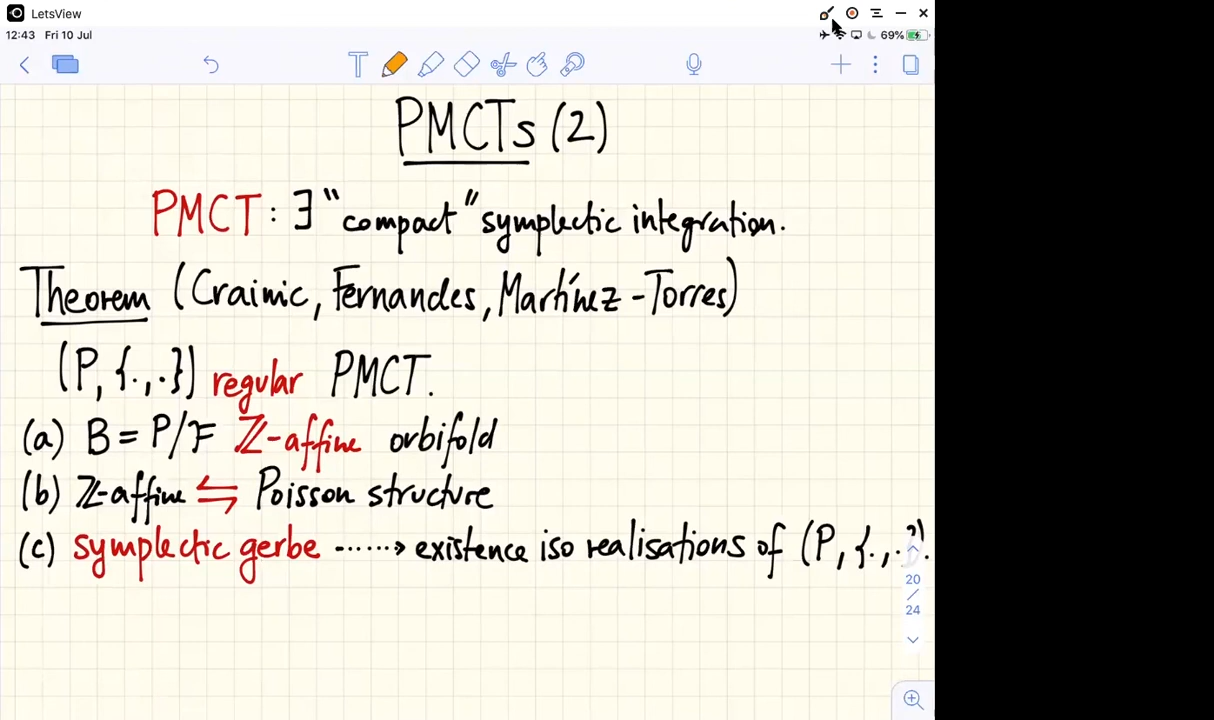 LetsView
12:43 Fri 10 Jul
69%
PMCTs (2)
PMCT: ∃ "compact" symplectic integration.
Theorem (Crainic, Fernandes, Martínez-Torres)
(P, {.,.}) regular PMCT.
(a) B = P/F ℤ-affine orbifold
(b) ℤ-affine ⇆ Poisson structure
(c) symplectic gerbe ......> existence iso realisations of (P, {.,.}).
20
/
24